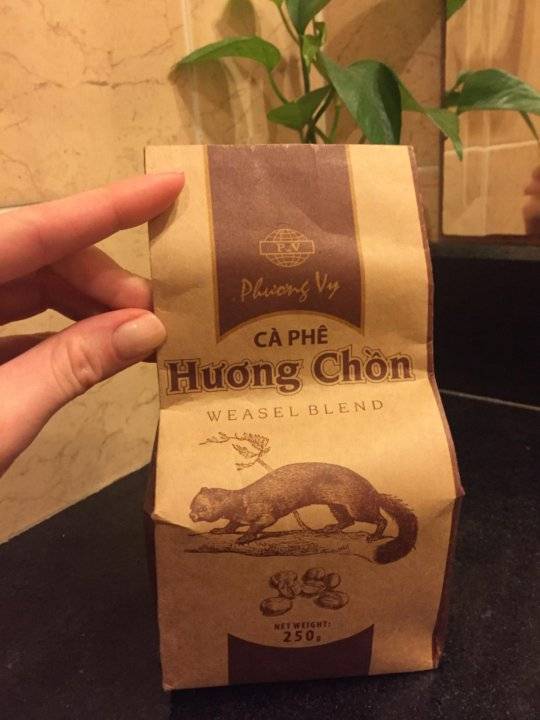 P.V
Phương Vy
CÀ PHÊ
Hương Chồn
WEASEL BLEND
NET WEIGHT:
250g